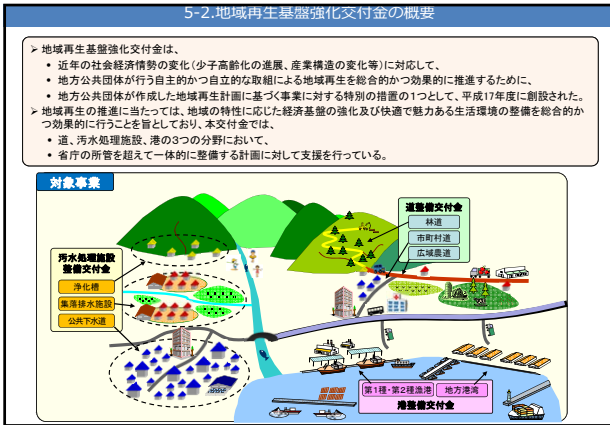 5-2.地域再生基盤強化交付金の概要
➢ 地域再生基盤強化交付金は、
• 近年の社会経済情勢の変化(少子高齢化の進展、産業構造の変化等)に対応して、
• 地方公共団体が行う自主的かつ自立的な取組による地域再生を総合的かつ効果的に推進するために、
• 地方公共団体が作成した地域再生計画に基づく事業に対する特別の措置の1つとして、平成17年度に創設された。
➢ 地域再生の推進に当たっては、地域の特性に応じた経済基盤の強化及び快適で魅力ある生活環境の整備を総合的か
つ効果的に行うことを旨としており、本交付金では、
• 道、汚水処理施設、港の3つの分野において、
• 省庁の所管を超えて一体的に整備する計画に対して支援を行っている。
対象事業
道整備交付金
林道
市町村道
広域農道
汚水処理施設
整備交付金
浄化槽
集落排水施設
公共下水道
第1種・第2種漁港
地方港湾
港整備交付金